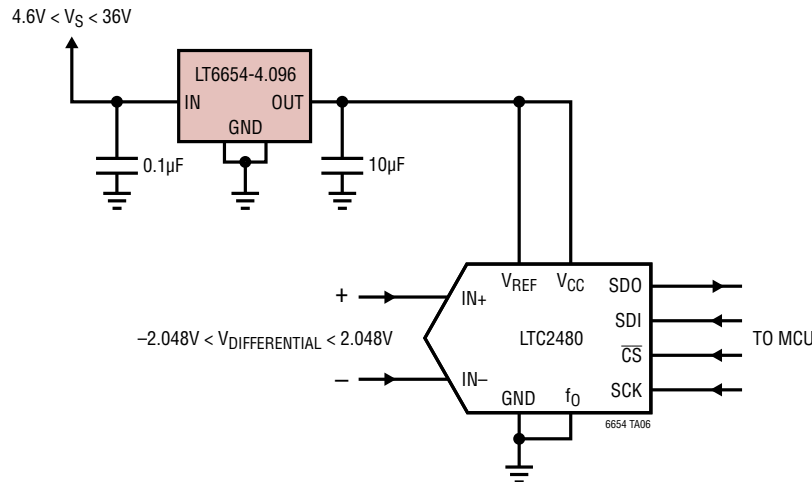 4.6V < VS < 36V
LT6654-4.096
IN OUT
GND
0.1µF
10µF
VREF VCC SDO
+ IN+
SDI
−2.048V < VDIFFERENTIAL < 2.048V
LTC2480
TO MCU
CS
− IN−
SCK
GND fO
6654 TA06